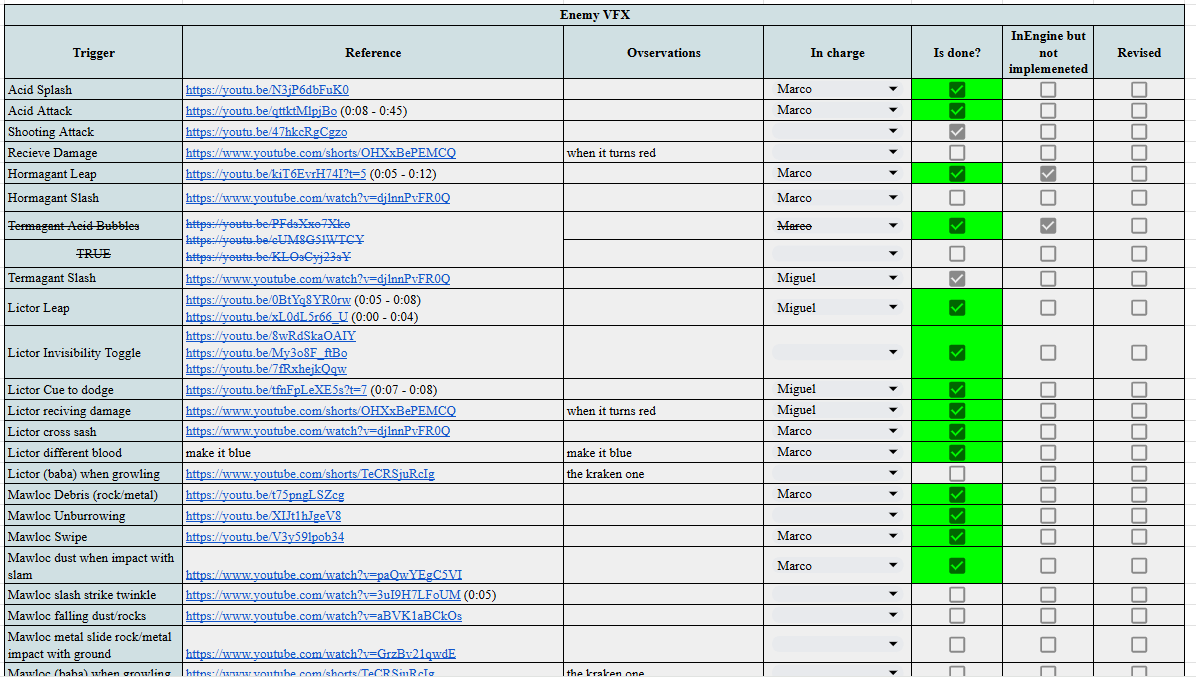 Enemy VFX
Trigger Reference Ovservations In charge Is done? InEngine but not implemeneted Revised
Acid Splash https://youtu.be/N3jP6dbFuK0 Marco
Acid Attack https://youtu.be/qttktMlpjBo (0:08 - 0:45) Marco
Shooting Attack https://youtu.be/47hkcRgCgzo
Recieve Damage https://www.youtube.com/shorts/OHXxBePEMCQ when it turns red
Hormagant Leap https://youtu.be/kiT6EvrH74I?t=5 (0:05 - 0:12) Marco
Hormagant Slash https://www.youtube.com/watch?v=djlnnPvFR0Q Marco
Termagant Acid Bubbles https://youtu.be/PFdsXxo7Xko Marco
https://youtu.be/cUM8G5lWTCY
TRUE https://youtu.be/KLOsCyj23sY
Termagant Slash https://www.youtube.com/watch?v=djlnnPvFR0Q Miguel
Lictor Leap https://youtu.be/0BtYq8YR0rw (0:05 - 0:08) Miguel
https://youtu.be/xL0dL5r66_U (0:00 - 0:04)
Lictor Invisibility Toggle https://youtu.be/8wRdSkaOAIY
https://youtu.be/My3o8F_ftBo
https://youtu.be/7fRxhejkQqw
Lictor Cue to dodge https://youtu.be/tfnFpLeXE5s?t=7 (0:07 - 0:08) Miguel
Lictor reciving damage https://www.youtube.com/shorts/OHXxBePEMCQ when it turns red Miguel
Lictor cross sash https://www.youtube.com/watch?v=djlnnPvFR0Q Marco
Lictor different blood make it blue make it blue Marco
Lictor (baba) when growling https://www.youtube.com/shorts/TeCRSjuRcIg the kraken one
Mawloc Debris (rock/metal) https://youtu.be/t75pngLSZcg Marco
Mawloc Unburrowing https://youtu.be/XIJt1hJgeV8
Mawloc Swipe https://youtu.be/V3y59lpob34 Marco
Mawloc dust when impact with slam https://www.youtube.com/watch?v=paQwYEgC5VI Marco
Mawloc slash strike twinkle https://www.youtube.com/watch?v=3uI9H7LFoUM (0:05)
Mawloc falling dust/rocks https://www.youtube.com/watch?v=aBVK1aBCkOs
Mawloc metal slide rock/metal impact with ground https://www.youtube.com/watch?v=GrzBv21qwdE
Mawloc (baba) when growling https://www.youtube.com/shorts/TeCRSjuRcIg the kraken one